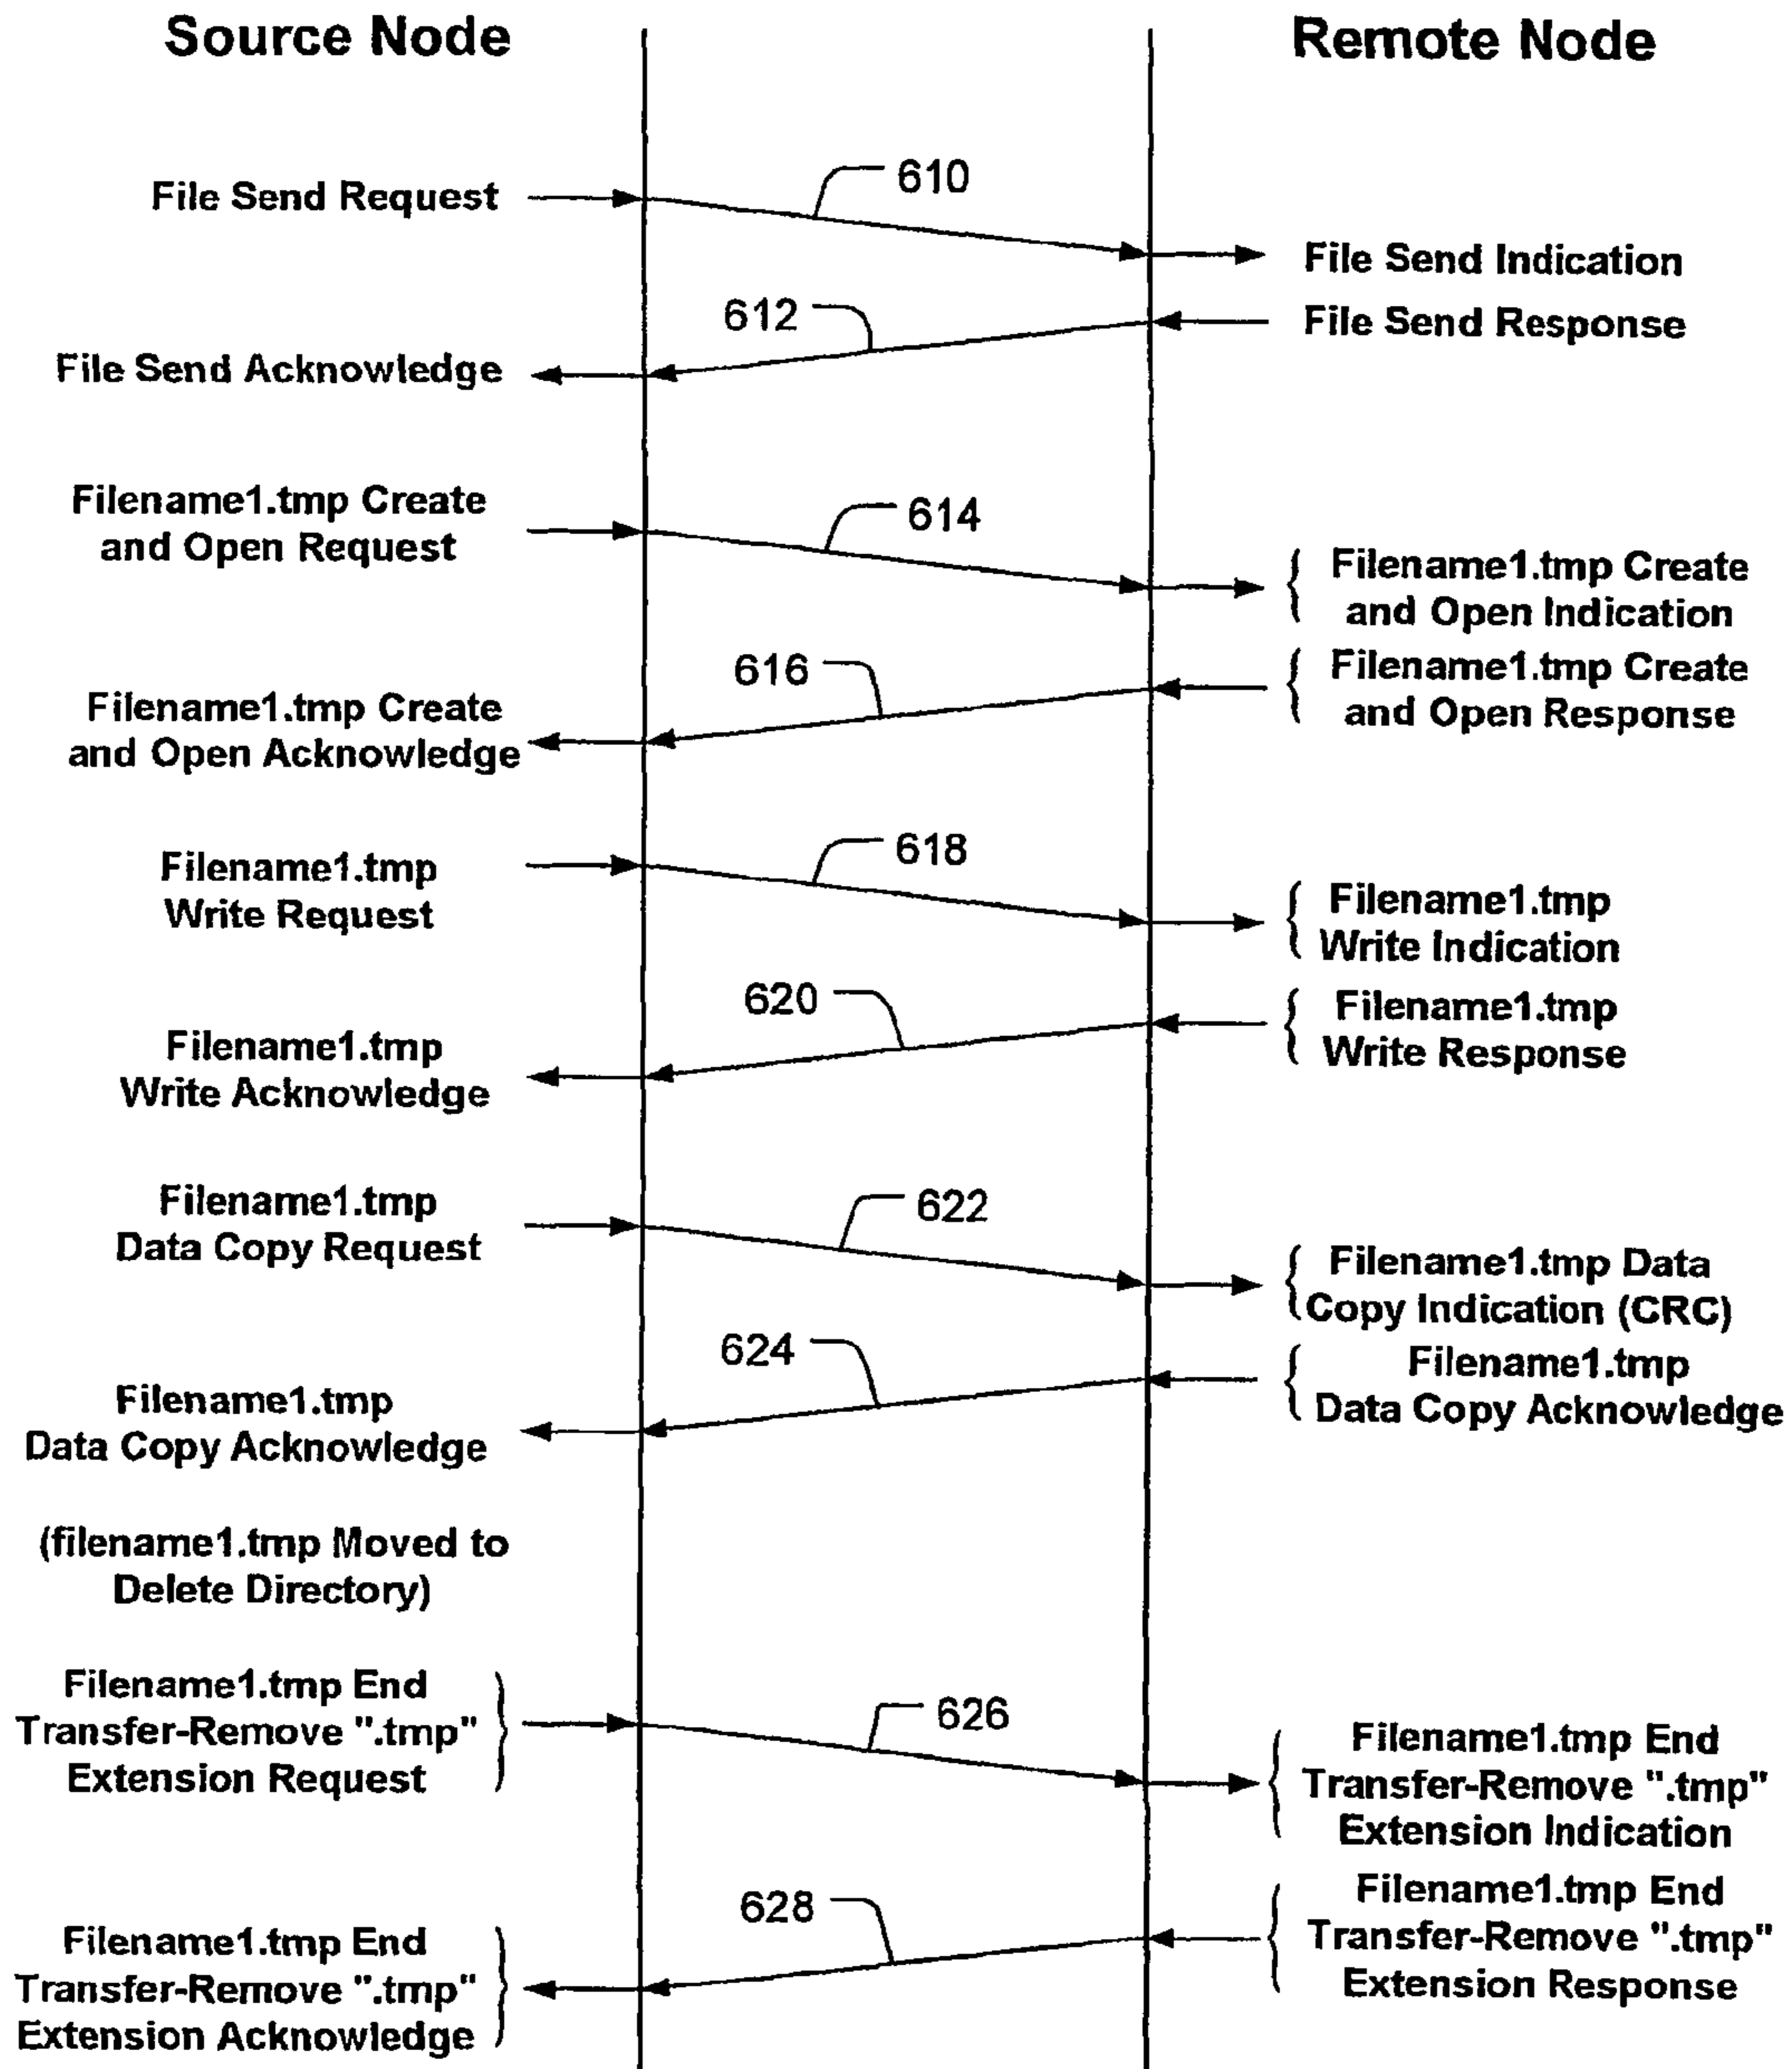 Source Node
Remote Node
610
File Send Request
File Send Indication
612
File Send Response
File Send Acknowledge
Filename1.tmp Create
and Open Request
614
Filename1.tmp Create
and Open Indication
616
Filename1.tmp Create
and Open Response
Filename1.tmp Create
and Open Acknowledge
618
Filename1.tmp
Write Request
Filename1.tmp
Write Indication
620
Filename1.tmp
Write Response
Filename1.tmp
Write Acknowledge
Filename1.tmp
Data Copy Request
622
Filename1.tmp Data
Copy Indication (CRC)
624
Filename1.tmp
Data Copy Acknowledge
Filename1.tmp
Data Copy Acknowledge
(filename1.tmp Moved to
Delete Directory)
Filename1.tmp End
Transfer-Remove ".tmp"
Extension Request
626
Filename1.tmp End
Transfer-Remove ".tmp"
Extension Indication
628
Filename1.tmp End
Transfer-Remove ".tmp"
Extension Response
Filename1.tmp End
Transfer-Remove ".tmp"
Extension Acknowledge